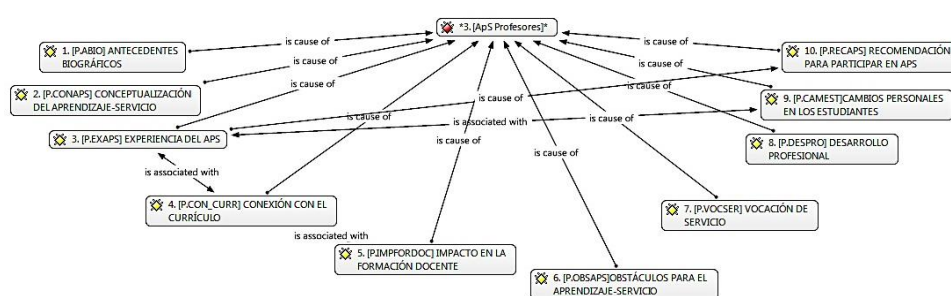 *3. [ApS Profesores]*
is cause of
is cause of
1. [P.ABIO] ANTECEDENTES
BIOGRÁFICOS
10. [P.RECAPS] RECOMENDACIÓN
PARA PARTICIPAR EN APS
is cause of
is cause of
is cause of
is cause of
2. [P.CONAPS] CONCEPTUALIZACIÓN
DEL APRENDIZAJE-SERVICIO
9. [P.CAMEST]CAMBIOS PERSONALES
EN LOS ESTUDIANTES
is cause of
is cause of
is associated with
is cause of
3. [P.EXAPS] EXPERIENCIA DEL APS
is cause of
8. [P.DESPRO] DESARROLLO
PROFESIONAL
is cause of
is associated with
4. [P.CON_CURR] CONEXIÓN CON EL
CURRÍCULO
7. [P.VOCSER] VOCACIÓN DE
SERVICIO
is associated with
5. [P.IMPFORDOC] IMPACTO EN LA
FORMACIÓN DOCENTE
6. [P.OBSAPS]OBSTÁCULOS PARA EL
APRENDIZAJE-SERVICIO